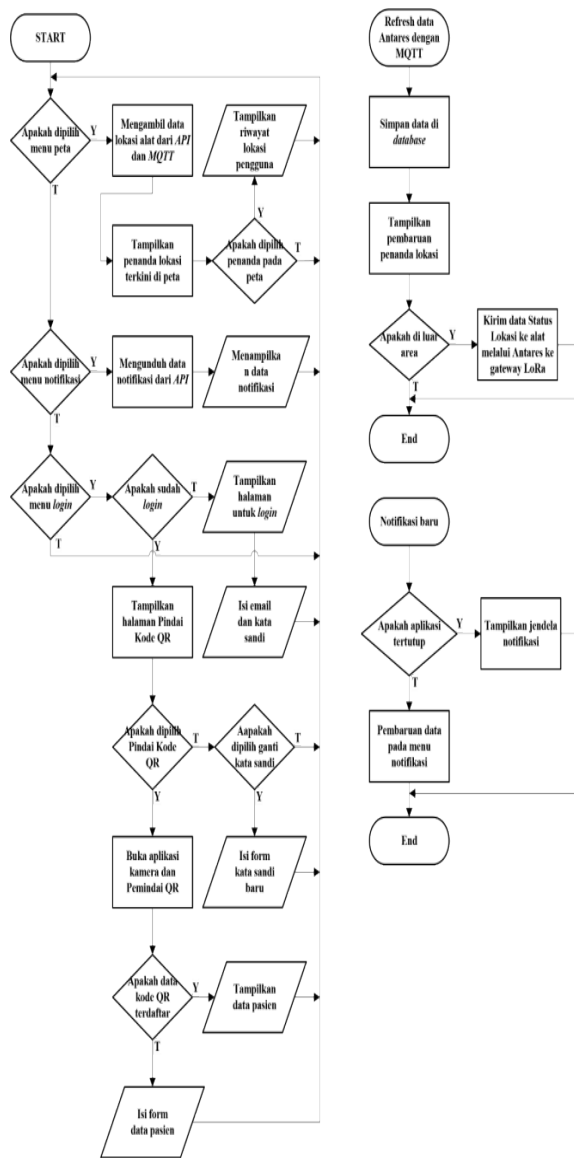 START
Apakah dipilih
menu peta
Y
T
Mengambil data
lokasi alat dari API
dan MQTT
Tampilkan
riwayat
lokasi
pengguna
Tampilkan
penanda lokasi
terkini di peta
Apakah dipilih
penanda pada
peta
Y
T
Apakah dipilih
menu notifikasi
Y
T
Mengunduh data
notifikasi dari API
Menampilka
n data
notifikasi
Apakah dipilih
menu login
Y
T
Apakah sudah
login
T
Y
Tampilkan
halaman
untuk login
Tampilkan
halaman Pindai
Kode QR
Isi email
dan kata
sandi
Apakah dipilih
Pindai Kode
QR
T
Y
Aapakah
dipilih ganti
kata sandi
T
Y
Buka aplikasi
kamera dan
Pemindai QR
Isi form
kata sandi
baru
Apakah data
kode QR
terdaftar
Y
T
Tampilkan
data pasien
Isi form
data pasien
Refresh data
Antares dengan
MQTT
Simpan data di
database
Tampilkan
pembaruan
penanda lokasi
Apakah di luar
area
Y
T
Kirim data Status
Lokasi ke alat
melalui Antares ke
gateway LoRa
End
Notifikasi baru
Apakah aplikasi
tertutup
Y
T
Tampilkan jendela
notifikasi
Pembaruan data
pada menu
notifikasi
End